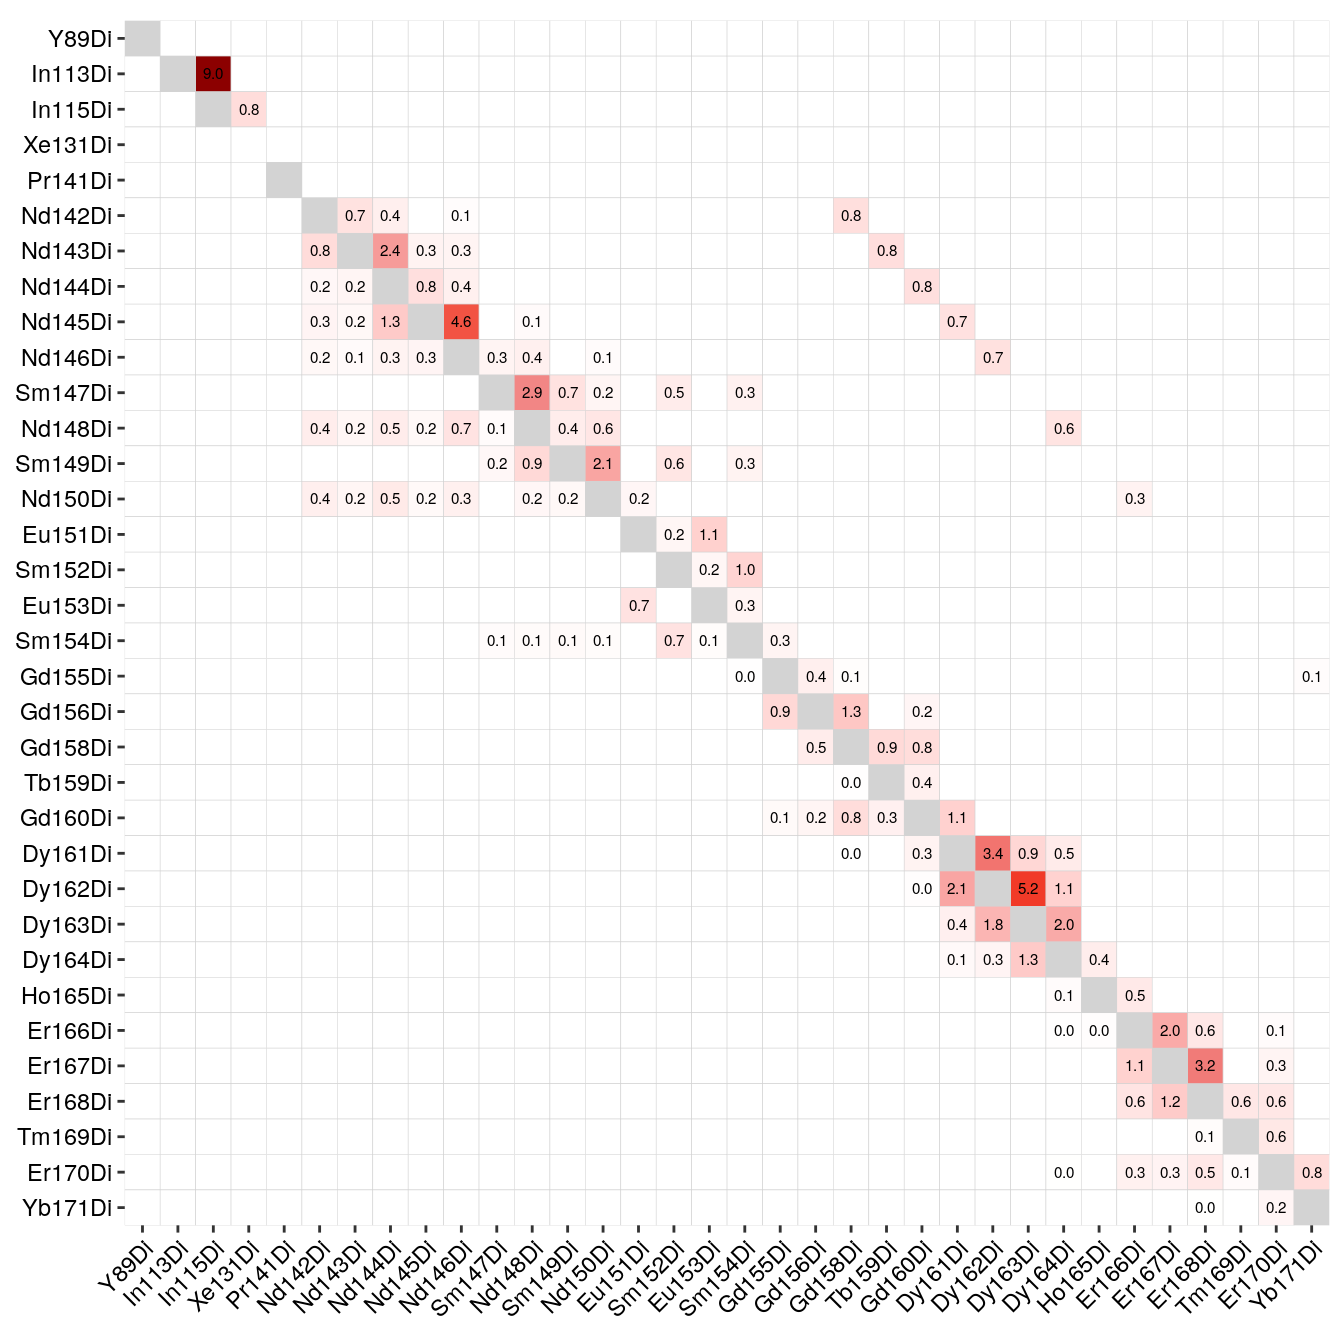 Y89Di
In113Di 9.0
In115Di 0.8
Xe131Di
Pr141Di
Nd142Di 0.7 0.4 0.1 0.8
Nd143Di 0.8 2.4 0.3 0.3 0.8
Nd144Di 0.2 0.2 0.8 0.4 0.8
Nd145Di 0.3 0.2 1.3 4.6 0.1 0.7
Nd146Di 0.2 0.1 0.3 0.3 0.3 0.4 0.1 0.7
Sm147Di 2.9 0.7 0.2 0.5 0.3
Nd148Di 0.4 0.2 0.5 0.2 0.7 0.1 0.4 0.6 0.6
Sm149Di 0.2 0.9 2.1 0.6 0.3
Nd150Di 0.4 0.2 0.5 0.2 0.3 0.2 0.2 0.2 0.3
Eu151Di 0.2 1.1
Sm152Di 0.2 1.0
Eu153Di 0.7 0.3
Sm154Di 0.1 0.1 0.1 0.1 0.7 0.1 0.3
Gd155Di 0.0 0.4 0.1 0.1
Gd156Di 0.9 1.3 0.2
Gd158Di 0.5 0.9 0.8
Tb159Di 0.0 0.4
Gd160Di 0.1 0.2 0.8 0.3 1.1
Dy161Di 0.0 0.3 3.4 0.9 0.5
Dy162Di 0.0 2.1 5.2 1.1
Dy163Di 0.4 1.8 2.0
Dy164Di 0.1 0.3 1.3 0.4
Ho165Di 0.1 0.5
Er166Di 0.0 0.0 2.0 0.6 0.1
Er167Di 1.1 3.2 0.3
Er168Di 0.6 1.2 0.6 0.6
Tm169Di 0.1 0.6
Er170Di 0.0 0.3 0.3 0.5 0.1 0.8
Yb171Di 0.0 0.2
Y89Di In113Di In115Di Xe131Di Pr141Di Nd142Di Nd143Di Nd144Di Nd145Di Nd146Di Sm147Di Nd148Di Sm149Di Nd150Di Eu151Di Sm152Di Eu153Di Sm154Di Gd155Di Gd156Di Gd158Di Tb159Di Gd160Di Dy161Di Dy162Di Dy163Di Dy164Di Ho165Di Er166Di Er167Di Er168Di Tm169Di Er170Di Yb171Di